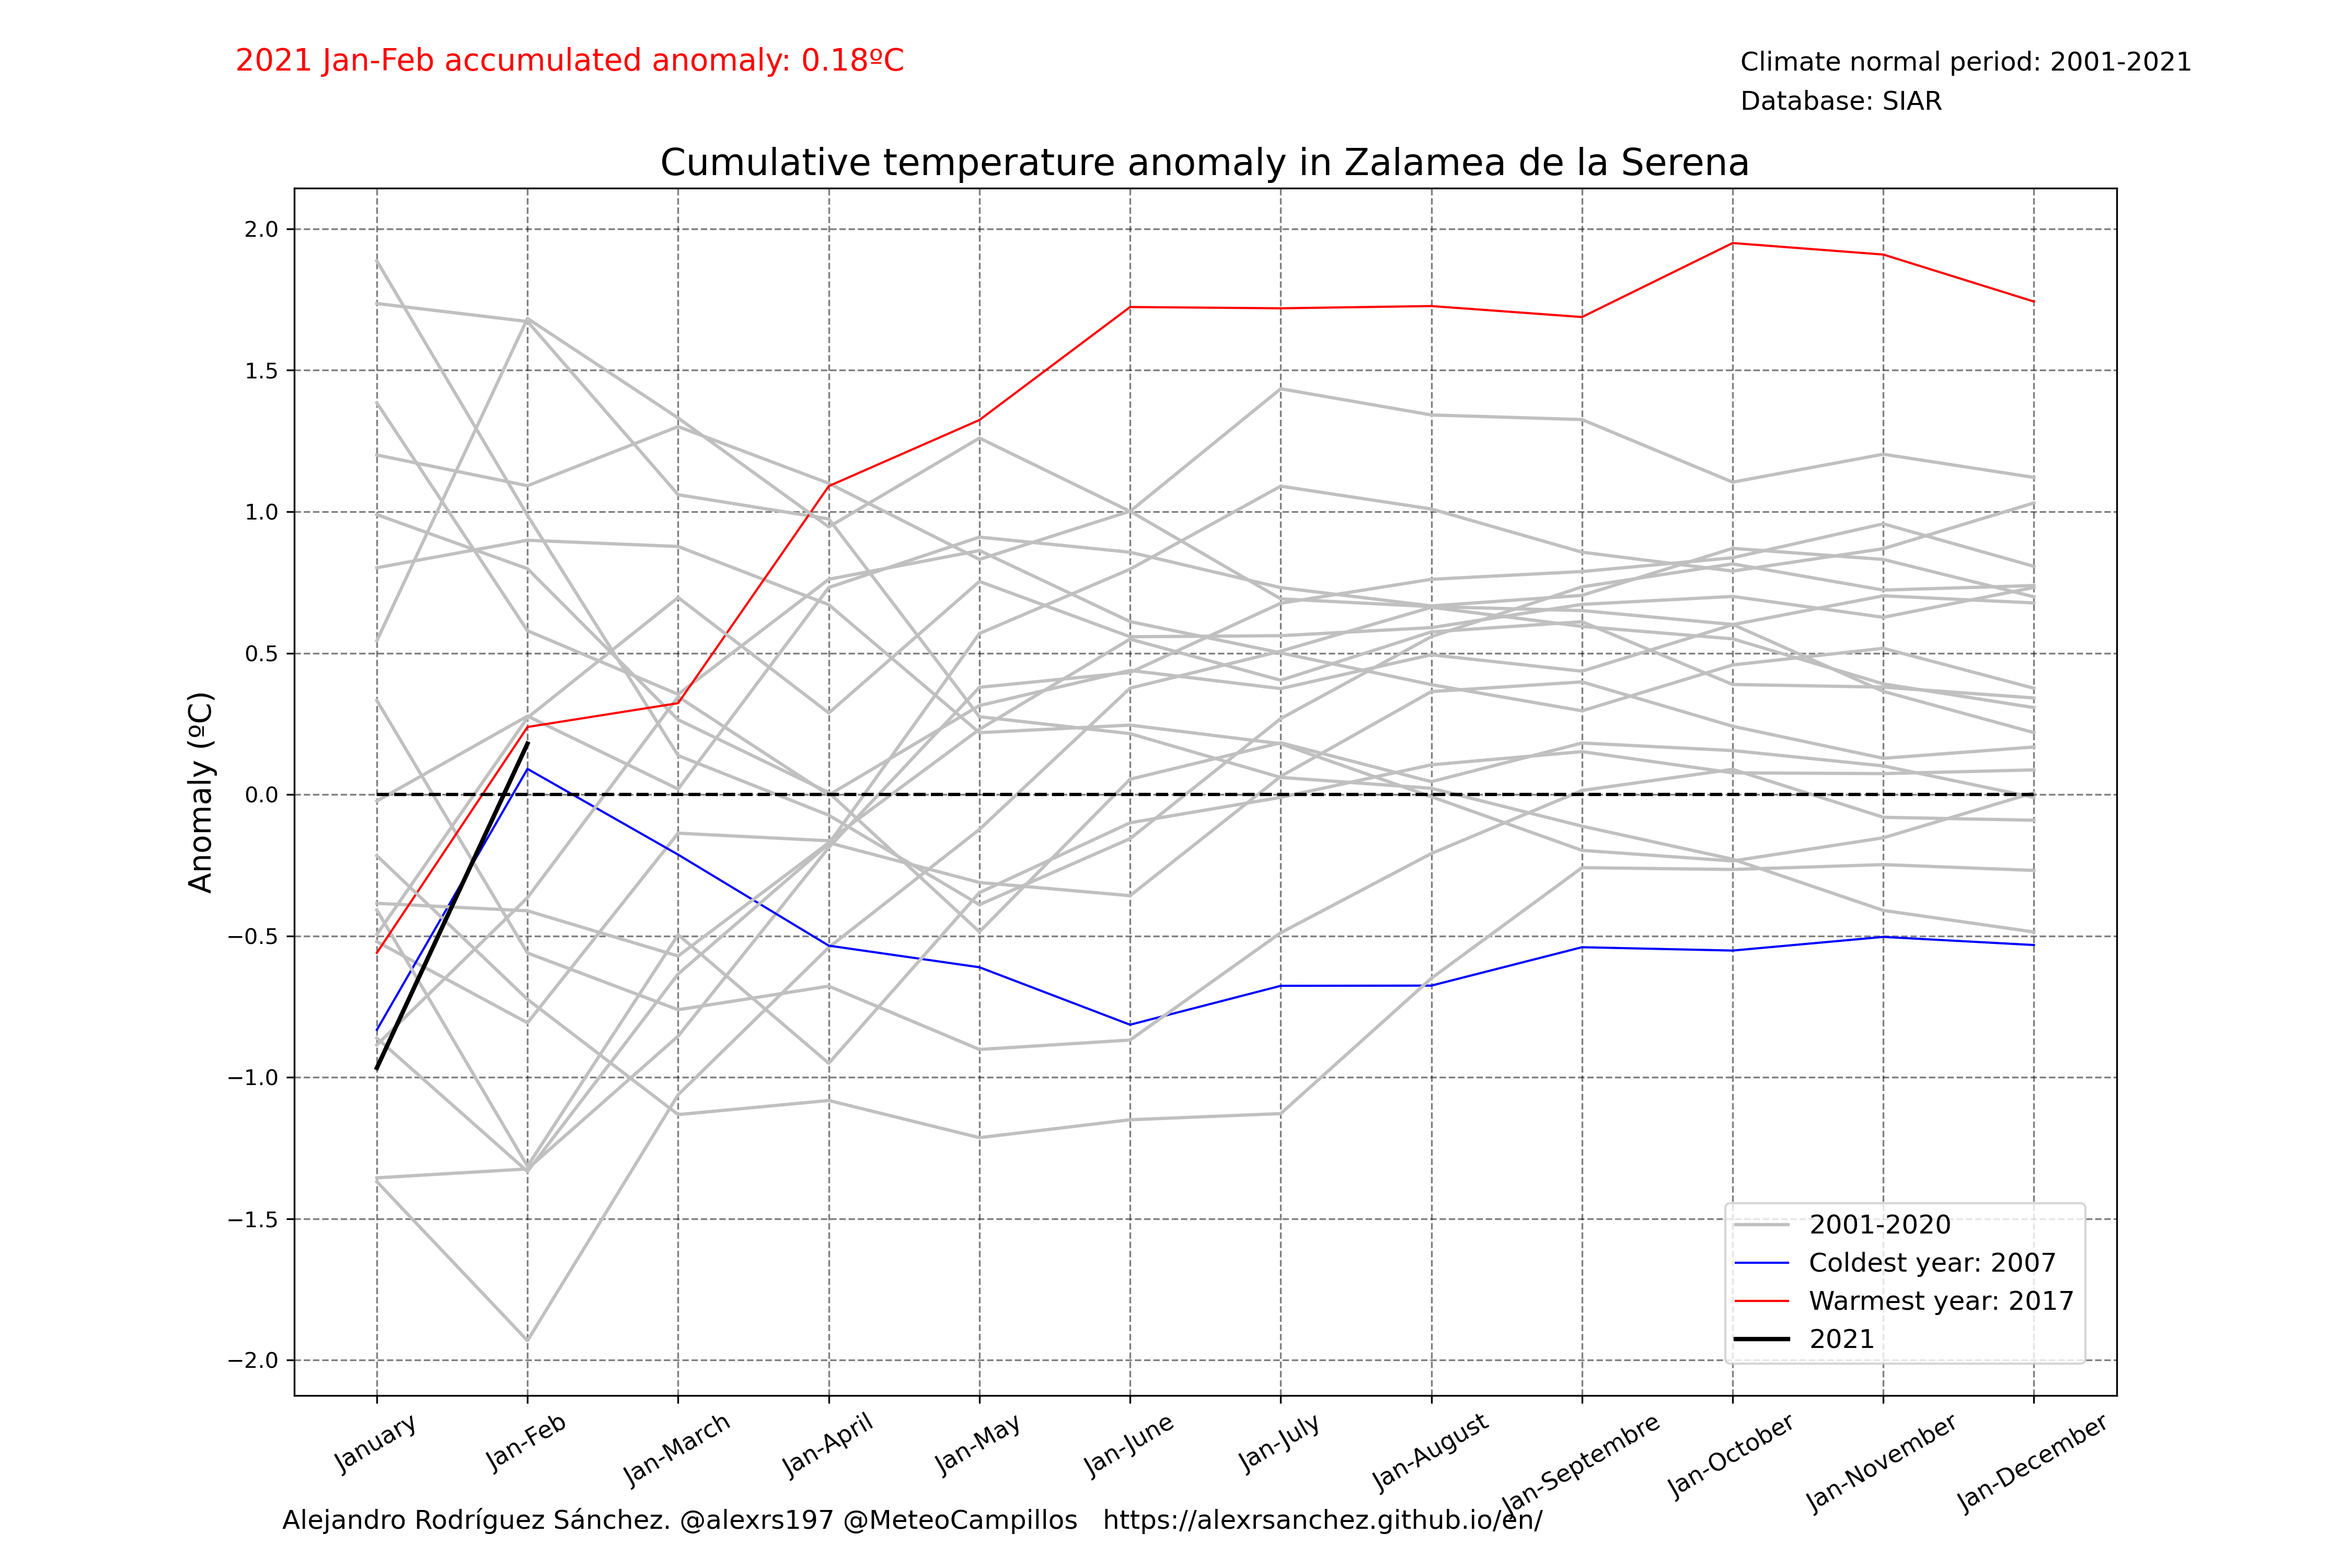 2021 Jan-Feb accumulated anomaly: 0.18ºC
Climate normal period: 2001-2021
Database: SIAR
Cumulative temperature anomaly in Zalamea de la Serena
Anomaly (ºC)
2.0
1.5
1.0
0.5
0.0
−0.5
−1.0
−1.5
−2.0
2001-2020
Coldest year: 2007
Warmest year: 2017
2021
January
Jan-Feb
Jan-March
Jan-April
Jan-May
Jan-June
Jan-July
Jan-August
Jan-Septembre
Jan-October
Jan-November
Jan-December
Alejandro Rodríguez Sánchez. @alexrs197 @MeteoCampillos https://alexrsanchez.github.io/en/